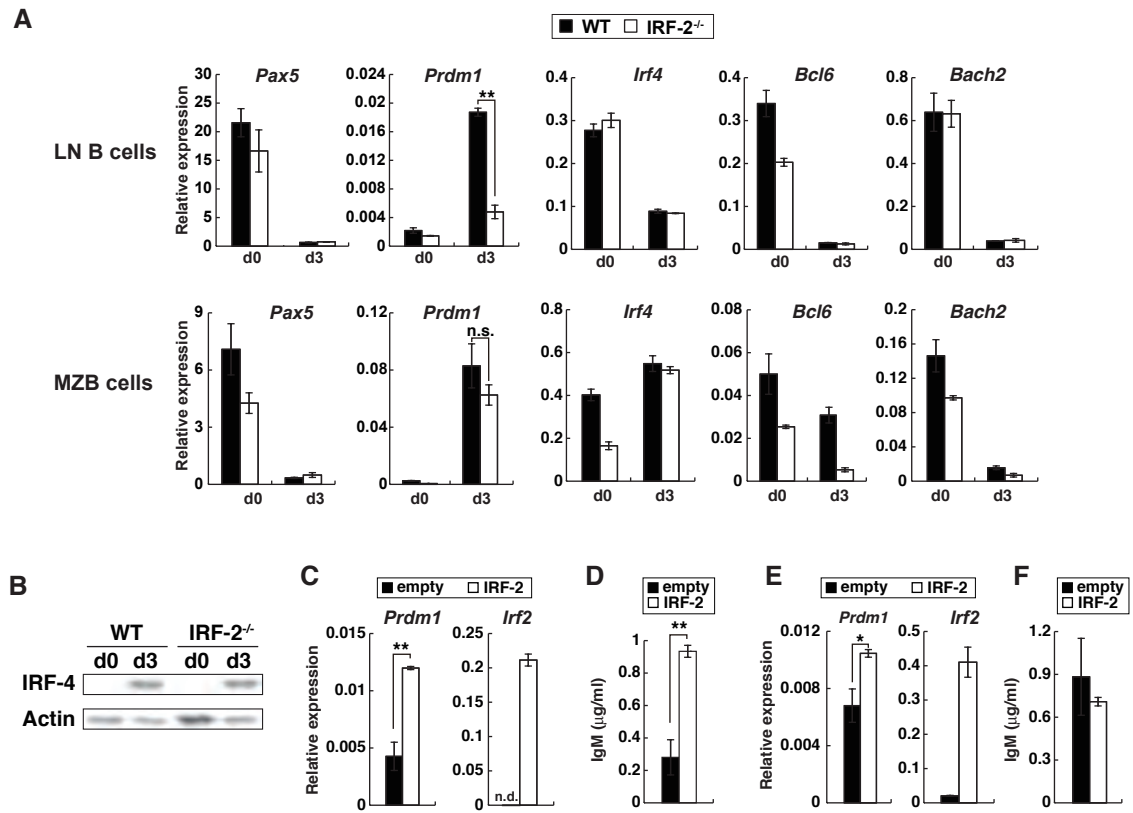 A
WT IRF-2-/-
LN B cells
Relative expression
Pax5
30
25
20
15
10
5
0
d0 d3
Prdm1
0.024
0.02
0.016
0.012
0.008
0.004
0
**
d0 d3
Irf4
0.4
0.3
0.2
0.1
0
d0 d3
Bcl6
0.4
0.3
0.2
0.1
0
d0 d3
Bach2
0.8
0.6
0.4
0.2
0
d0 d3
MZB cells
Relative expression
Pax5
9
6
3
0
d0 d3
Prdm1
0.12
0.08
0.04
0
n.s.
d0 d3
Irf4
0.8
0.6
0.4
0.2
0
d0 d3
Bcl6
0.08
0.06
0.04
0.02
0
d0 d3
Bach2
0.2
0.16
0.12
0.08
0.04
0
d0 d3
B
WT IRF-2-/-
d0 d3 d0 d3
IRF-4
Actin
C
empty IRF-2
Relative expression
Prdm1
0.015
0.01
0.005
0
**
Irf2
0.25
0.2
0.15
0.1
0.05
0
n.d.
D
empty
IRF-2
IgM (μg/ml)
1
0.8
0.6
0.4
0.2
0
**
E
empty IRF-2
Relative expression
Prdm1
0.012
0.008
0.004
0
*
Irf2
0.5
0.4
0.3
0.2
0.1
0
F
empty
IRF-2
IgM (μg/ml)
1.2
0.9
0.6
0.3
0